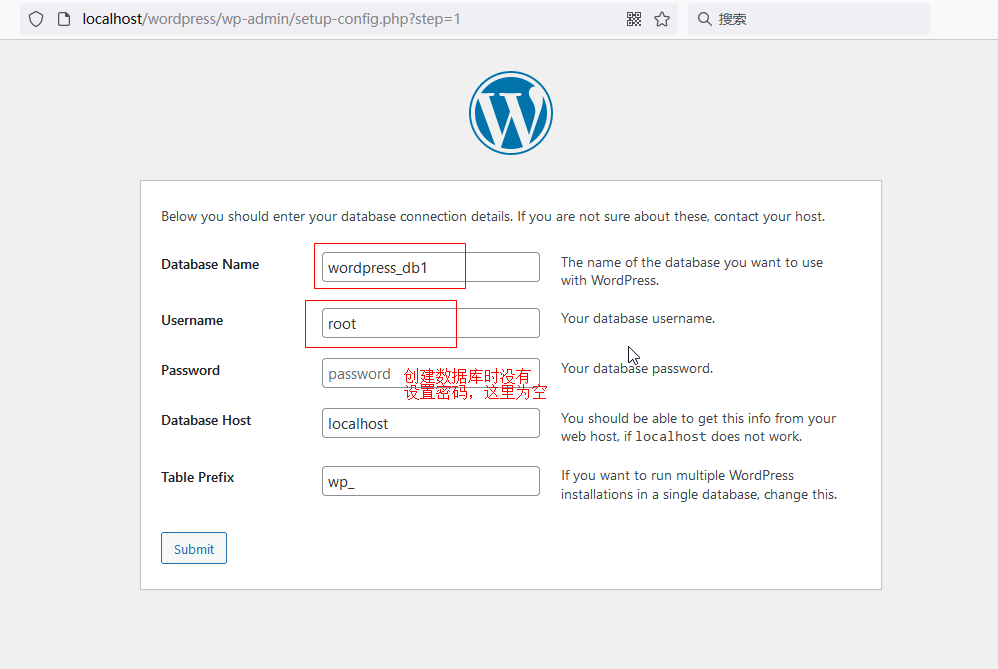 localhost/wordpress/wp-admin/setup-config.php?step=1
搜索
Below you should enter your database connection details. If you are not sure about these, contact your host.
Database Name
wordpress_db1
The name of the database you want to use
with WordPress.
Username
root
Your database username.
Password
password
创建数据库时没有
设置密码，这里为空
Your database password.
Database Host
localhost
You should be able to get this info from your
web host, if localhost does not work.
Table Prefix
wp_
If you want to run multiple WordPress
installations in a single database, change this.
Submit